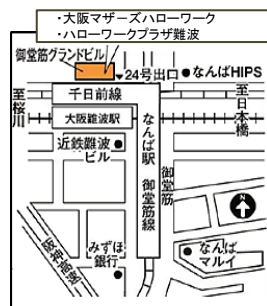 ・大阪マザーズハローワーク
・ハローワークプラザ難波
御堂筋グランドビル
24号出口
なんばHIPS
至桜川
千日前線
至日本橋
大阪難波駅
近鉄難波
ビル
なんば駅 御堂筋線
御堂筋
阪神高速
みずほ
銀行
なんば
マルイ